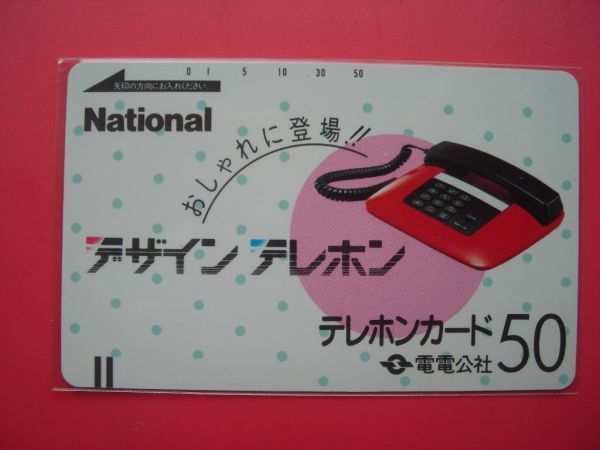 0 1 5 10 30 50
矢印の方向にお入れください
National
おしゃれに登場!!
デザイン テレホン
テレホンカード 50
電電公社